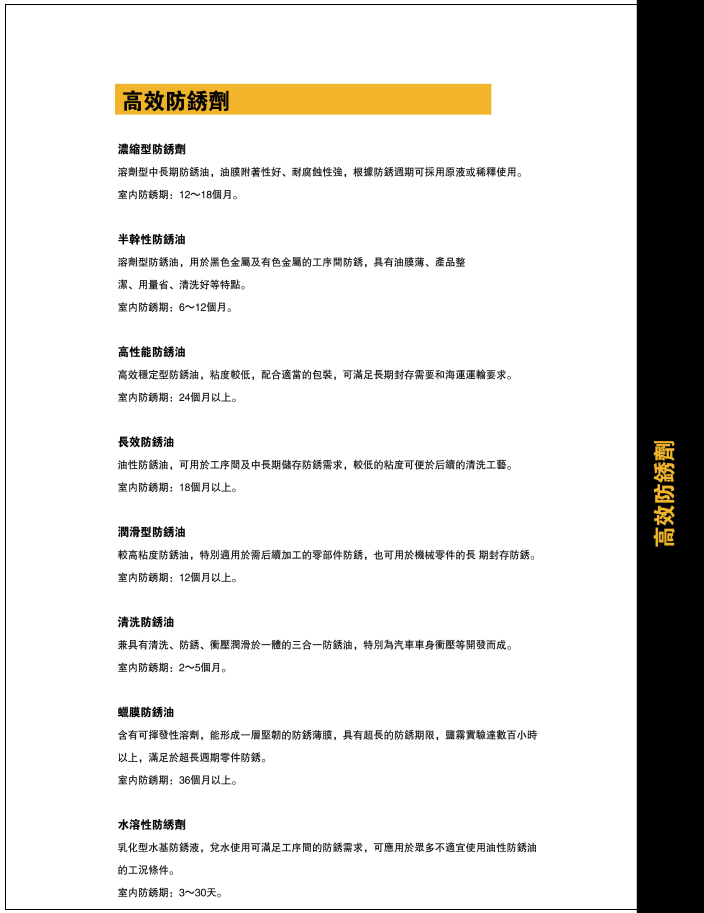 高效防銹劑
濃縮型防銹劑
溶劑型中長期防銹油，油膜附著性好、耐腐蝕性強，根據防銹週期可採用原液或稀釋使用。
室内防銹期：12～18個月。
半幹性防銹油
溶劑型防銹油，用於黑色金屬及有色金屬的工序間防銹，具有油膜薄、產品整
潔、用量省、清洗好等特點。
室内防銹期：6～12個月。
高性能防銹油
高效穩定型防銹油，粘度較低，配合適當的包裝，可滿足長期封存需要和海運運輸要求。
室内防銹期：24個月以上。
長效防銹油
油性防銹油，可用於工序間及中長期儲存防銹需求，較低的粘度可便於后續的清洗工藝。
室内防銹期：18個月以上。
潤滑型防銹油
較高粘度防銹油，特別適用於需后續加工的零部件防銹，也可用於機械零件的長 期封存防銹。
室内防銹期：12個月以上。
清洗防銹油
兼具有清洗、防銹、衝壓潤滑於一體的三合一防銹油，特別為汽車車身衝壓等開發而成。
室内防銹期：2～5個月。
蠟膜防銹油
含有可揮發性溶劑，能形成一層堅韌的防銹薄膜，具有超長的防銹期限，鹽霧實驗達數百小時
以上，滿足於超長週期零件防銹。
室内防銹期：36個月以上。
水溶性防綉劑
乳化型水基防銹液，兌水使用可滿足工序間的防銹需求，可應用於眾多不適宜使用油性防銹油
的工況條件。
室内防銹期：3～30天。
高效防銹劑